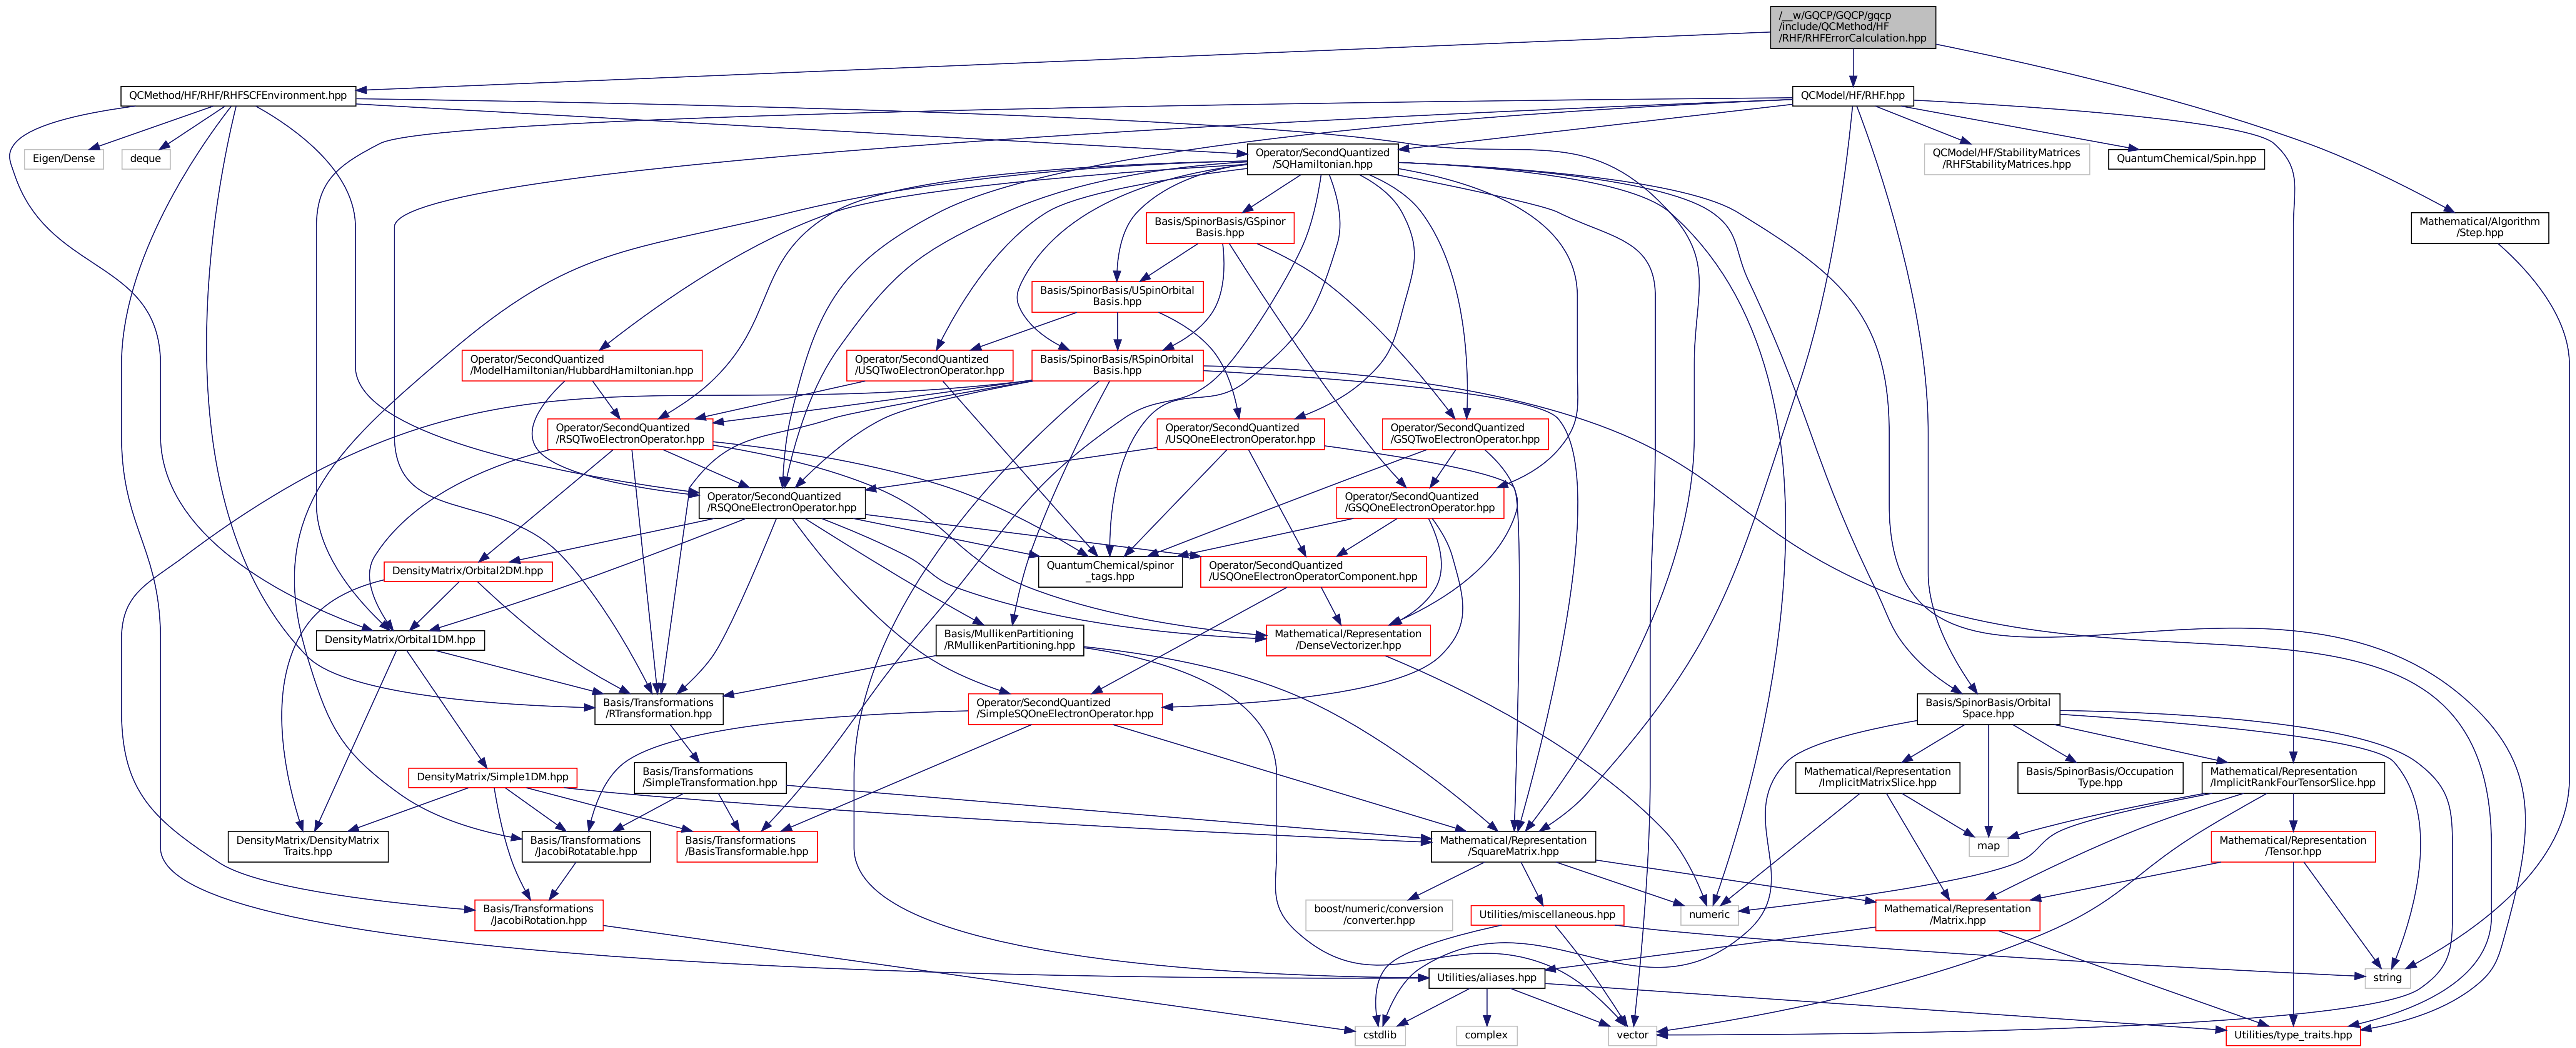 /__w/GQCP/GQCP/gqcp
/include/QCMethod/HF
/RHF/RHFErrorCalculation.hpp
QCMethod/HF/RHF/RHFSCFEnvironment.hpp
QCModel/HF/RHF.hpp
Eigen/Dense
deque
Operator/SecondQuantized
/SQHamiltonian.hpp
QCModel/HF/StabilityMatrices
/RHFStabilityMatrices.hpp
QuantumChemical/Spin.hpp
Basis/SpinorBasis/GSpinor
Basis.hpp
Mathematical/Algorithm
/Step.hpp
Basis/SpinorBasis/USpinOrbital
Basis.hpp
Operator/SecondQuantized
/ModelHamiltonian/HubbardHamiltonian.hpp
Operator/SecondQuantized
/USQTwoElectronOperator.hpp
Basis/SpinorBasis/RSpinOrbital
Basis.hpp
Operator/SecondQuantized
/RSQTwoElectronOperator.hpp
Operator/SecondQuantized
/USQOneElectronOperator.hpp
Operator/SecondQuantized
/GSQTwoElectronOperator.hpp
Operator/SecondQuantized
/RSQOneElectronOperator.hpp
Operator/SecondQuantized
/GSQOneElectronOperator.hpp
DensityMatrix/Orbital2DM.hpp
QuantumChemical/spinor
_tags.hpp
Operator/SecondQuantized
/USQOneElectronOperatorComponent.hpp
DensityMatrix/Orbital1DM.hpp
Basis/MullikenPartitioning
/RMullikenPartitioning.hpp
Mathematical/Representation
/DenseVectorizer.hpp
Basis/Transformations
/RTransformation.hpp
Operator/SecondQuantized
/SimpleSQOneElectronOperator.hpp
Basis/SpinorBasis/Orbital
Space.hpp
DensityMatrix/Simple1DM.hpp
Basis/Transformations
/SimpleTransformation.hpp
Mathematical/Representation
/ImplicitMatrixSlice.hpp
Basis/SpinorBasis/Occupation
Type.hpp
Mathematical/Representation
/ImplicitRankFourTensorSlice.hpp
DensityMatrix/DensityMatrix
Traits.hpp
Basis/Transformations
/JacobiRotatable.hpp
Basis/Transformations
/BasisTransformable.hpp
Mathematical/Representation
/SquareMatrix.hpp
map
Mathematical/Representation
/Tensor.hpp
Basis/Transformations
/JacobiRotation.hpp
boost/numeric/conversion
/converter.hpp
Utilities/miscellaneous.hpp
numeric
Mathematical/Representation
/Matrix.hpp
Utilities/aliases.hpp
string
cstdlib
complex
vector
Utilities/type_traits.hpp